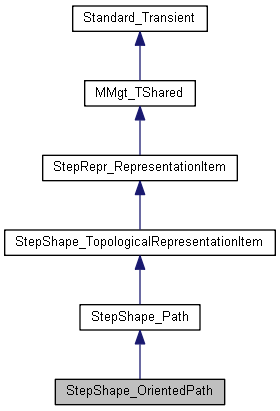 Standard_Transient
MMgt_TShared
StepRepr_RepresentationItem
StepShape_TopologicalRepresentationItem
StepShape_Path
StepShape_OrientedPath